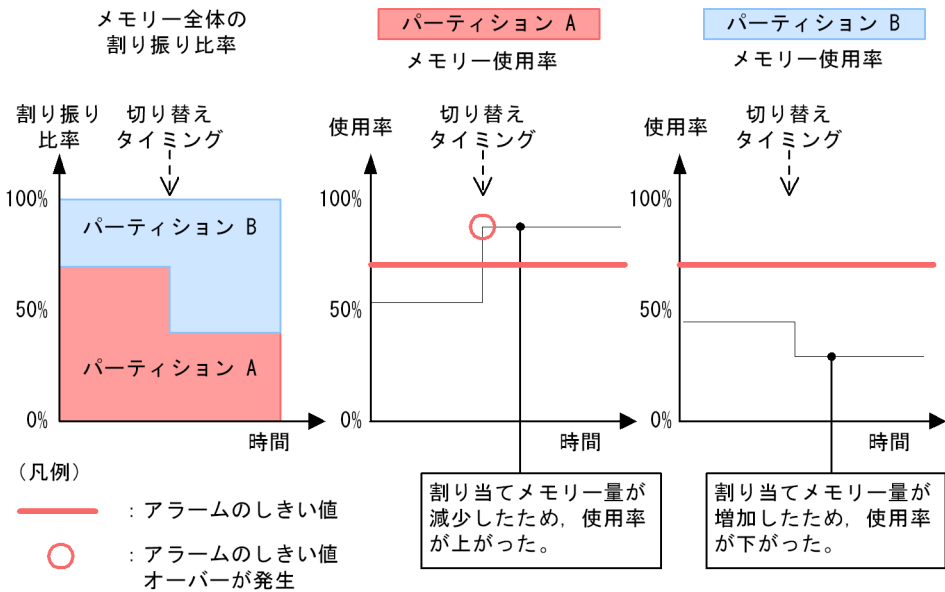 メモリー全体の
割り振り比率
割り振り
比率
切り替え
タイミング
100%
50%
0%
パーティション B
パーティション A
時間
パーティション A
メモリー使用率
使用率
切り替え
タイミング
100%
50%
0%
時間
割り当てメモリー量が
減少したため，使用率
が上がった。
パーティション B
メモリー使用率
使用率
切り替え
タイミング
100%
50%
0%
時間
割り当てメモリー量が
増加したため，使用率
が下がった。
（凡例）
：アラームのしきい値
：アラームのしきい値
オーバーが発生